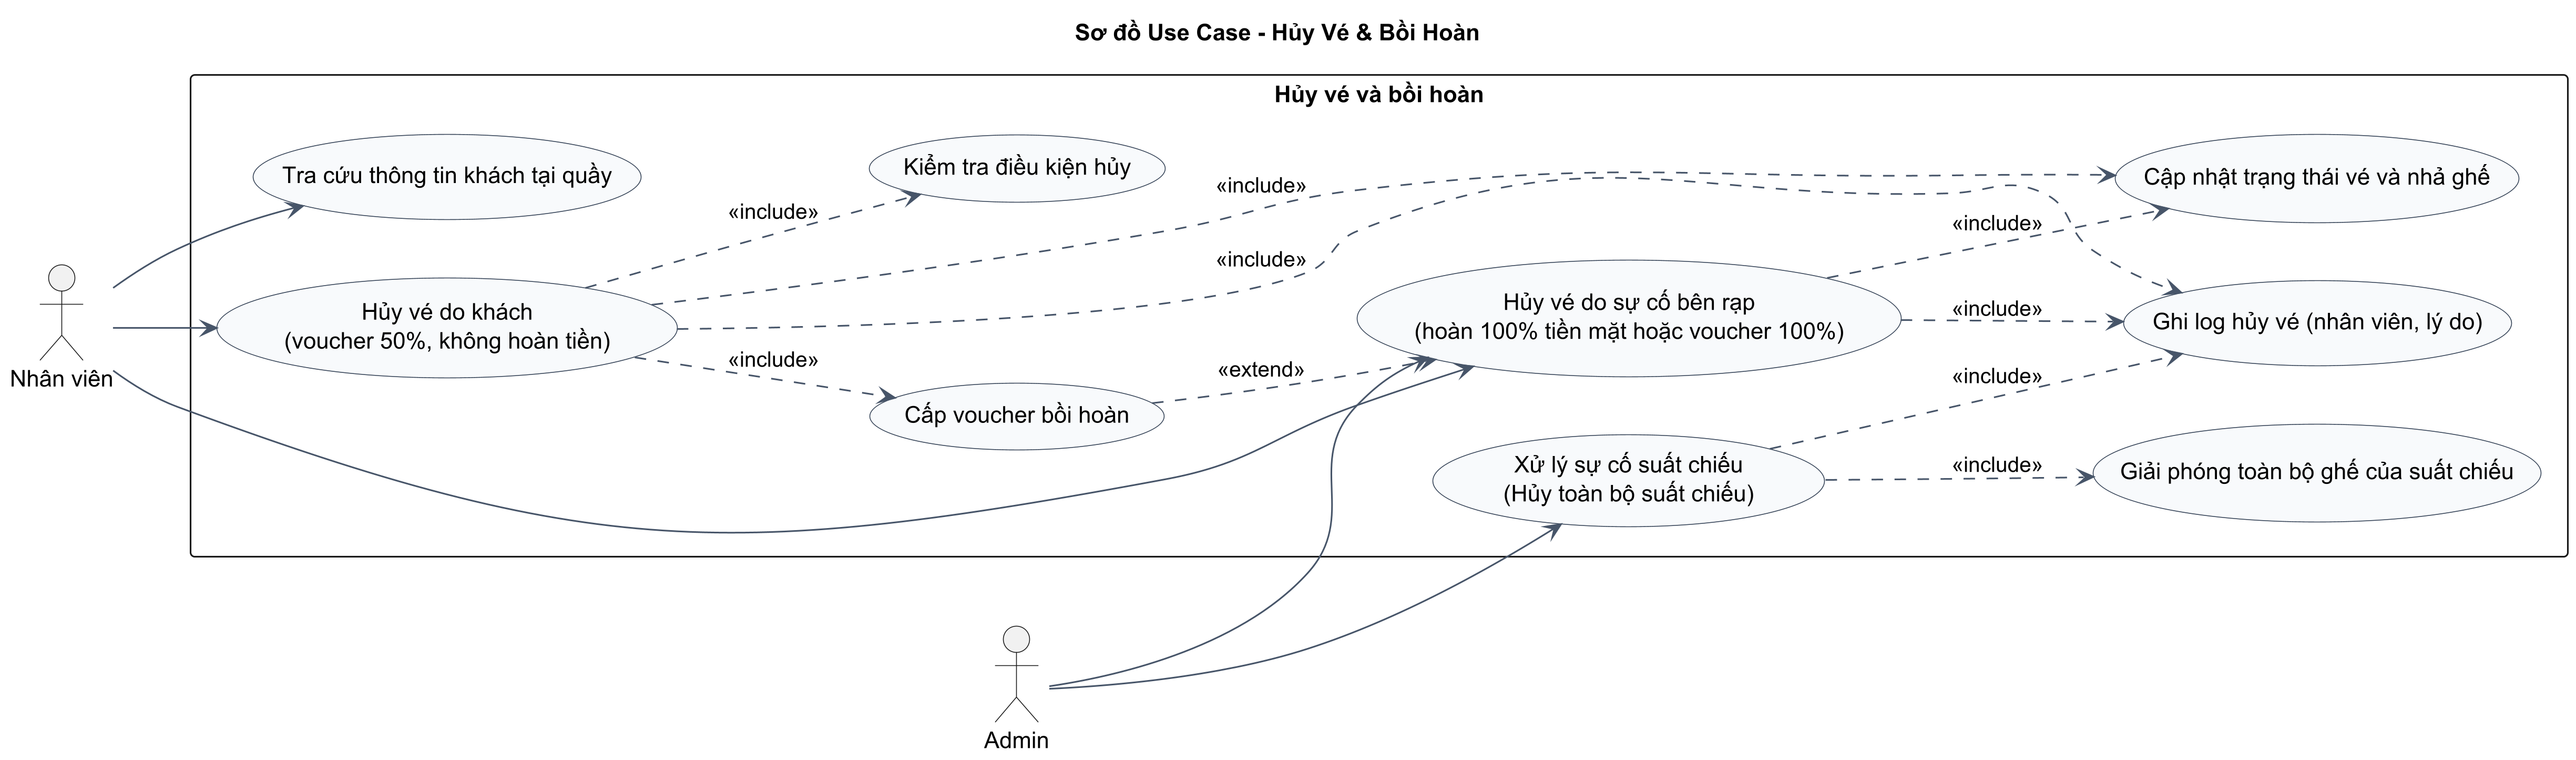 Sơ đồ Use Case - Hủy Vé & Bồi Hoàn
Hủy vé và bồi hoàn
Tra cứu thông tin khách tại quầy
Kiểm tra điều kiện hủy
Cập nhật trạng thái vé và nhả ghế
«include»
«include»
«include»
«include»
Nhân viên
Hủy vé do khách
(voucher 50%, không hoàn tiền)
Hủy vé do sự cố bên rạp
(hoàn 100% tiền mặt hoặc voucher 100%)
«include»
Ghi log hủy vé (nhân viên, lý do)
«include»
«extend»
«include»
Cấp voucher bồi hoàn
Xử lý sự cố suất chiếu
(Hủy toàn bộ suất chiếu)
«include»
Giải phóng toàn bộ ghế của suất chiếu
Admin